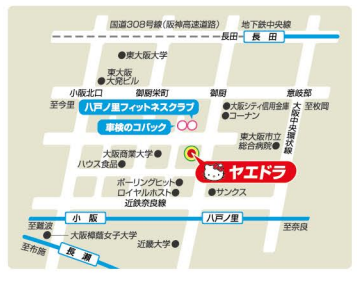 国道308号線(阪神高速道路)
地下鉄中央線
長田
長田
東大阪大学
東大阪
大発ビル
小阪北口
御厨栄町
御厨
意岐部
至今里
至枚岡
八戸ノ里フィットネスクラブ
車検のコバック
大阪シティ信用金庫
コーナン
大阪中央環状線
東大阪市立
総合病院
大阪商業大学
ハウス食品
ヤエドラ
ボーリングヒット
ロイヤルホスト
サンクス
近鉄奈良線
小阪
八戸ノ里
至難波
至奈良
大阪樟蔭女子大学
近畿大学
至布施
長瀬